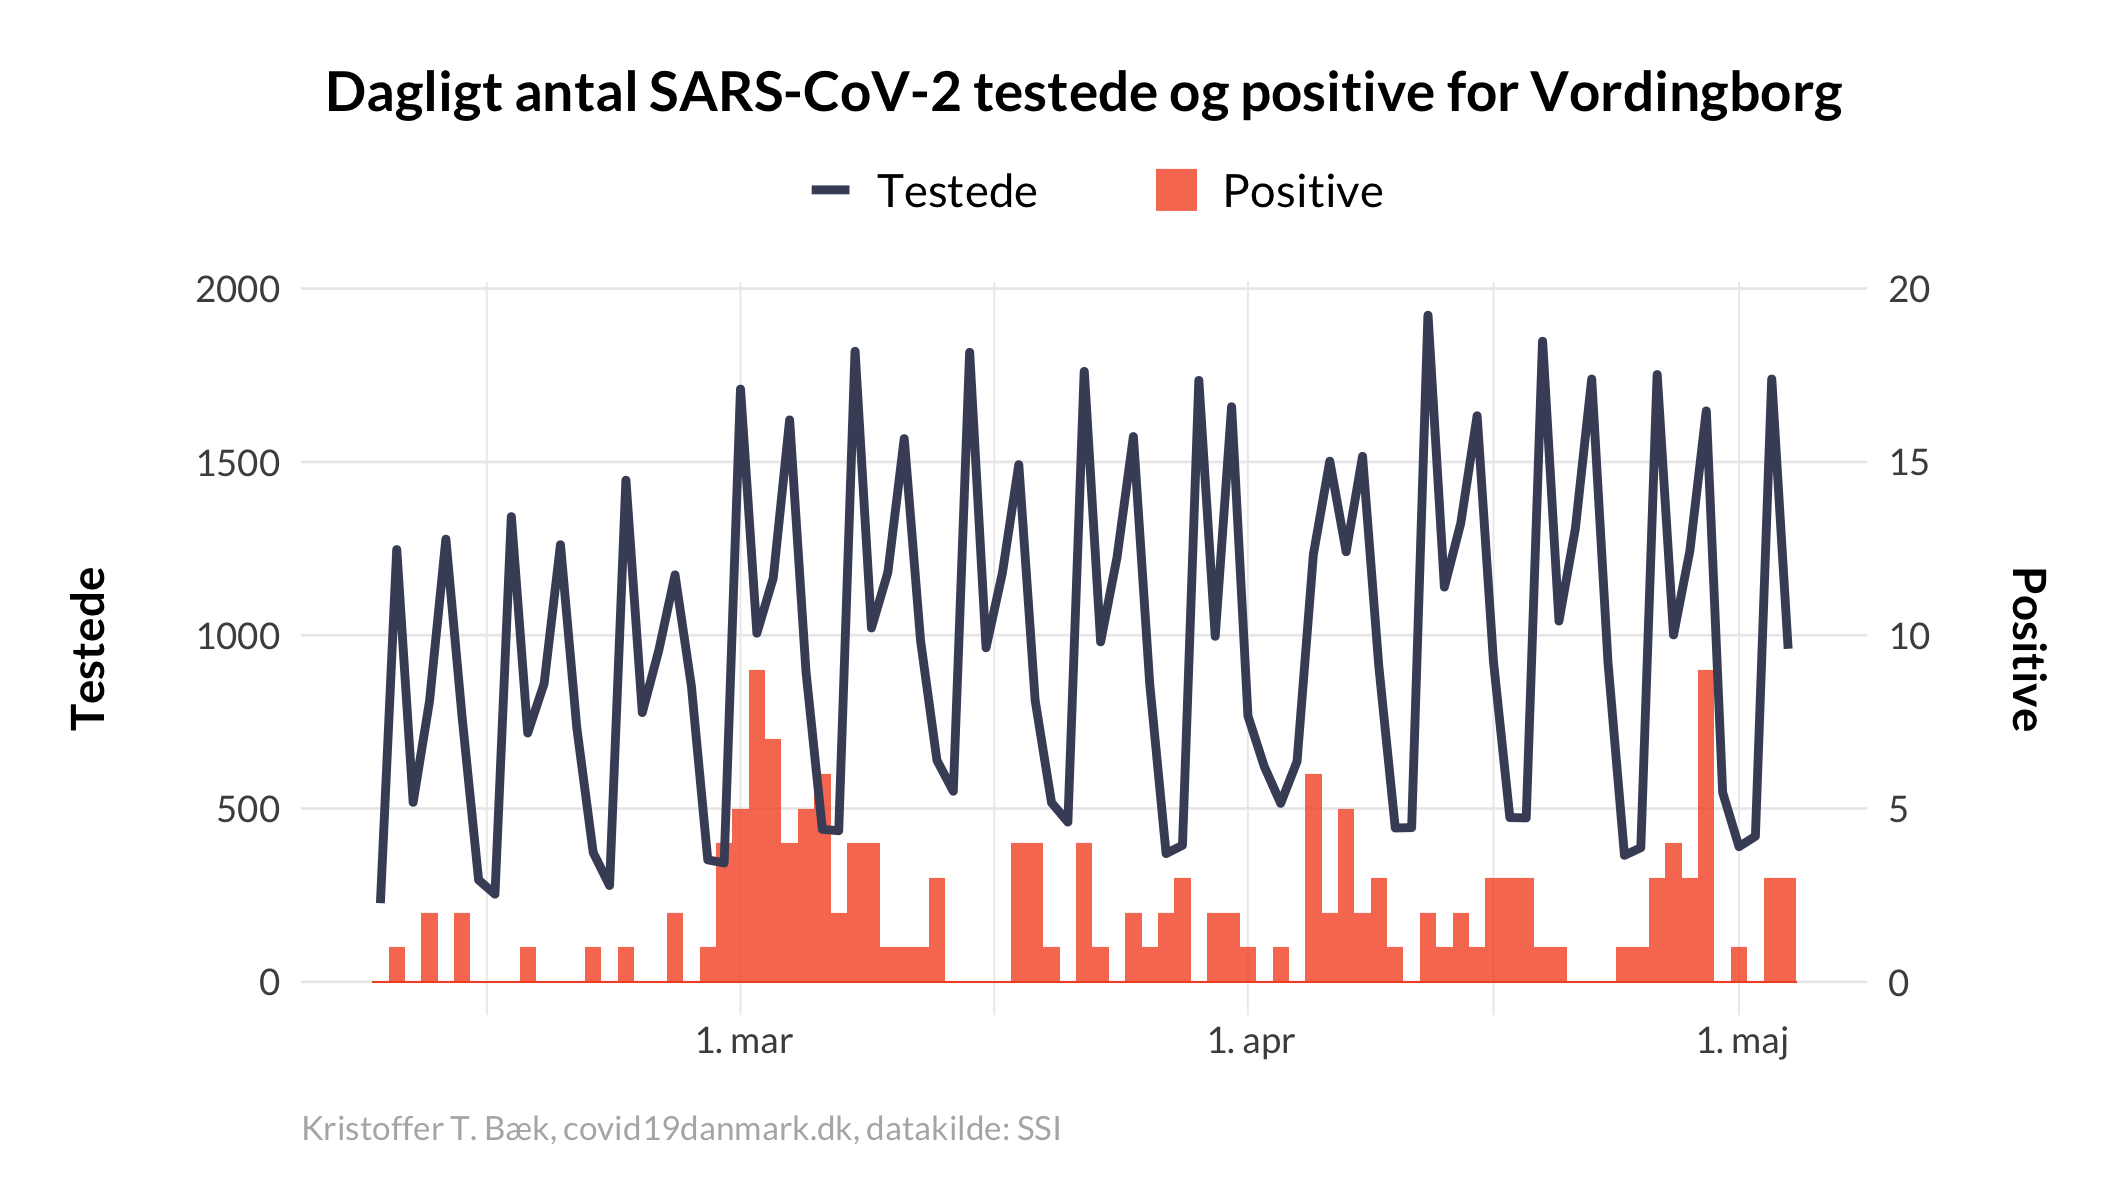 Dagligt antal SARS-CoV-2 testede og positive for Vordingborg
Testede
Positive
2000
1500
1000
500
0
20
15
10
5
0
Testede
Positive
1. mar
1. apr
1. maj
Kristoffer T. Bæk, covid19danmark.dk, datakilde: SSI